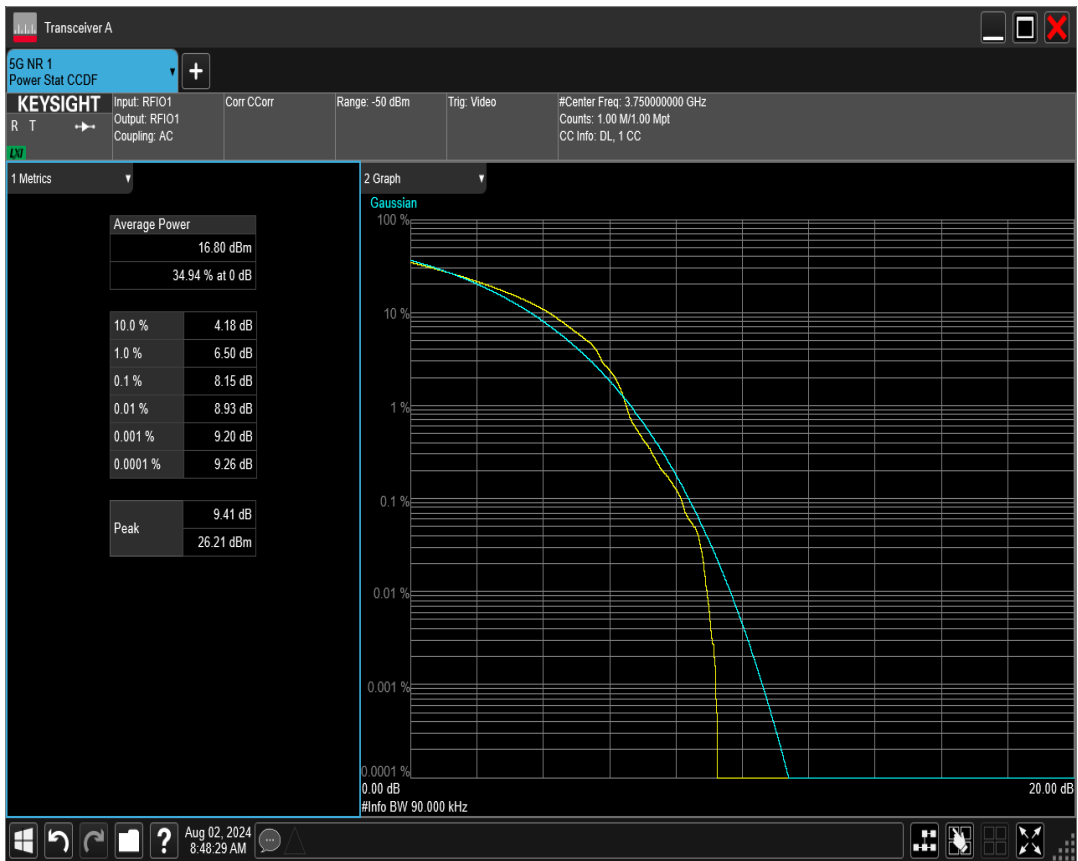 Transceiver A
5G NR 1
Power Stat CCDF
+
KEYSIGHT
R T
LXI
Input: RFIO1
Output: RFIO1
Coupling: AC
Corr CCorr
Range: -50 dBm
Trig: Video
#Center Freq: 3.750000000 GHz
Counts: 1.00 M/1.00 Mpt
CC Info: DL, 1 CC
1 Metrics
Average Power
16.80 dBm
34.94 % at 0 dB
10.0 % 4.18 dB
1.0 % 6.50 dB
0.1 % 8.15 dB
0.01 % 8.93 dB
0.001 % 9.20 dB
0.0001 % 9.26 dB
Peak
9.41 dB
26.21 dBm
2 Graph
Gaussian
100 %
10 %
1 %
0.1 %
0.01 %
0.001 %
0.0001 %
0.00 dB 20.00 dB
#Info BW 90.000 kHz
?
Aug 02, 2024
8:48:29 AM